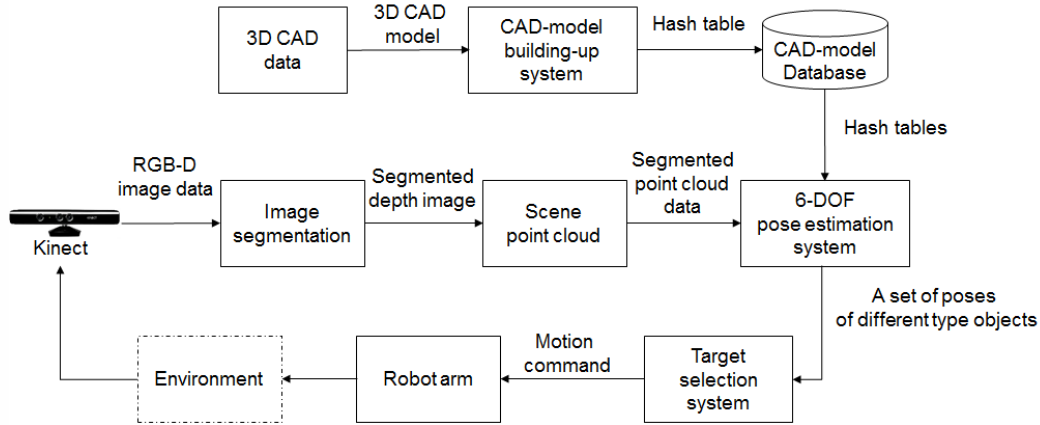 3D CAD
data
3D CAD
model
CAD-model
building-up
system
Hash table
CAD-model
Database
Hash tables
RGB-D
image data
Kinect
Image
segmentation
Segmented
depth image
Scene
point cloud
Segmented
point cloud
data
6-DOF
pose estimation
system
A set of poses
of different type objects
Target
selection
system
Motion
command
Robot arm
Environment